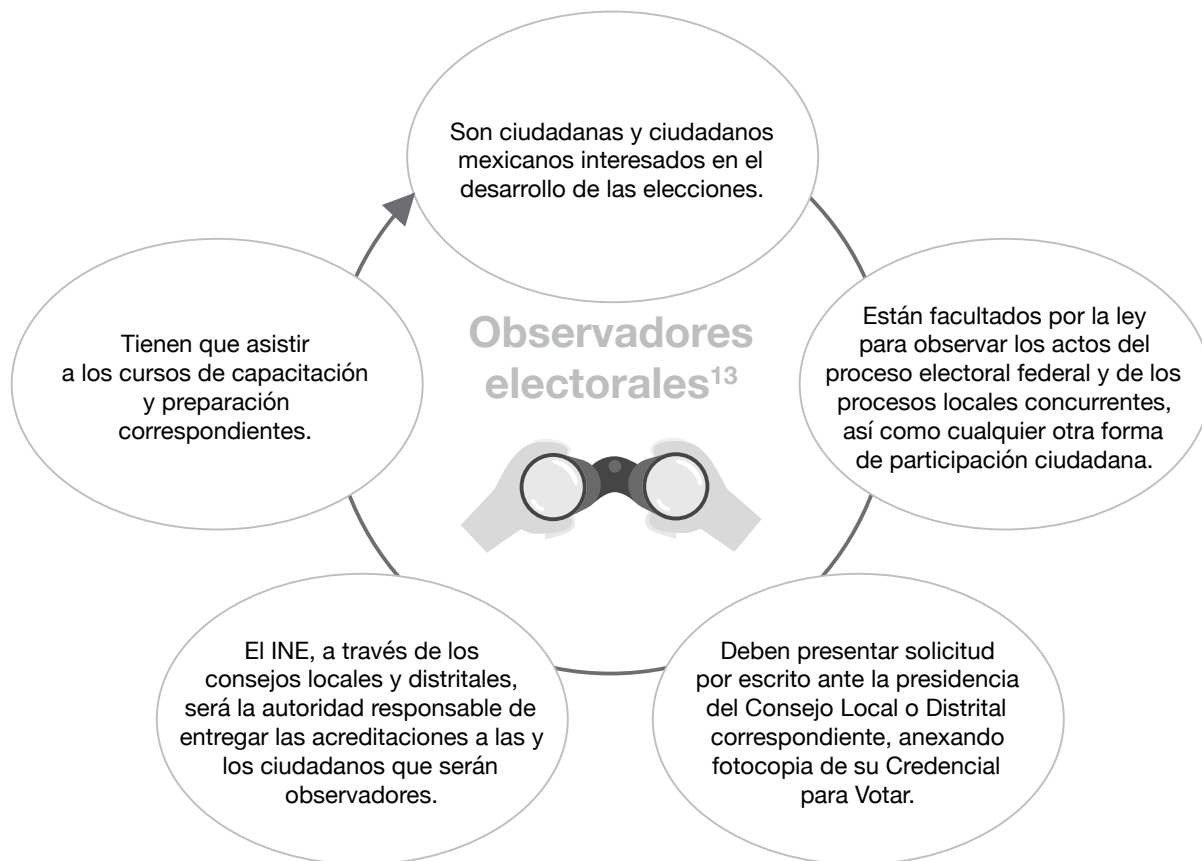 Son ciudadanas y ciudadanos
mexicanos interesados en el
desarrollo de las elecciones.
Observadores
electorales¹³
Están facultados por la ley
para observar los actos del
proceso electoral federal y de los
procesos locales concurrentes,
así como cualquier otra forma
de participación ciudadana.
Deben presentar solicitud
por escrito ante la presidencia
del Consejo Local o Distrital
correspondiente, anexando
fotocopia de su Credencial
para Votar.
El INE, a través de los
consejos locales y distritales,
será la autoridad responsable de
entregar las acreditaciones a las y
los ciudadanos que serán
observadores.
Tienen que asistir
a los cursos de capacitación
y preparación
correspondientes.